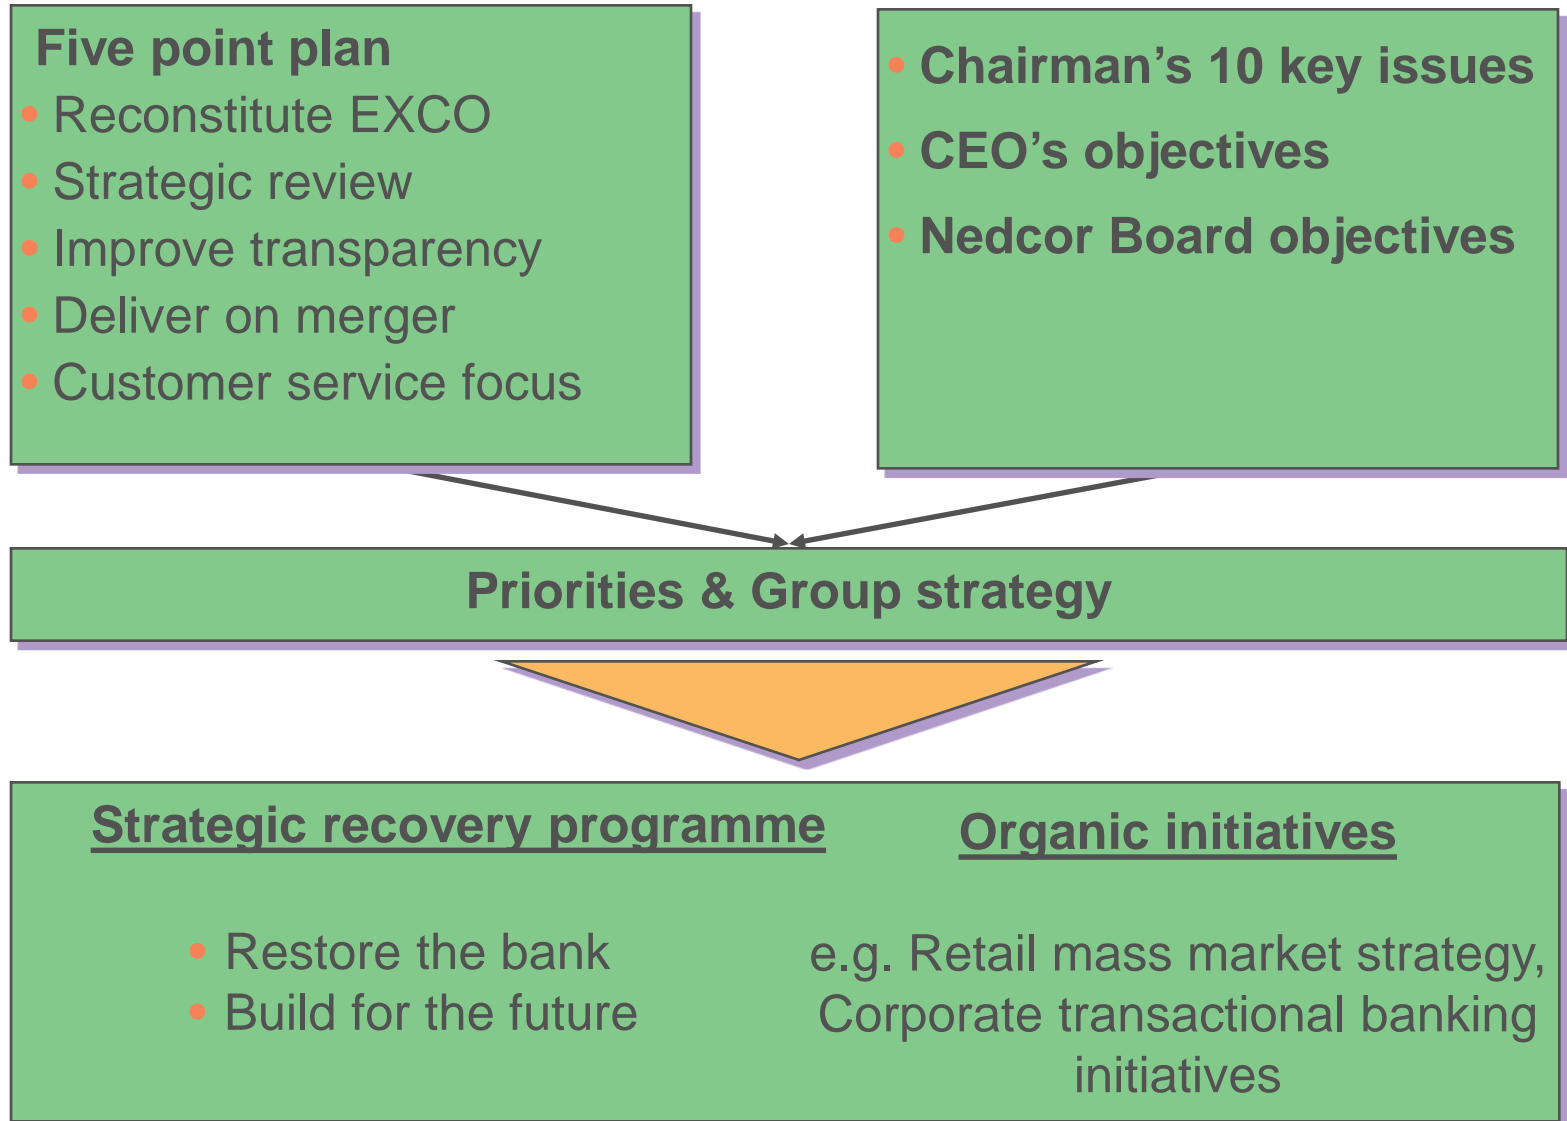 Five point plan
• Reconstitute EXCO
• Strategic review
• Improve transparency
• Deliver on merger
• Customer service focus
• Chairman’s 10 key issues
• CEO’s objectives
• Nedcor Board objectives
Priorities & Group strategy
Strategic recovery programme
• Restore the bank
• Build for the future
Organic initiatives
e.g. Retail mass market strategy,
Corporate transactional banking
initiatives